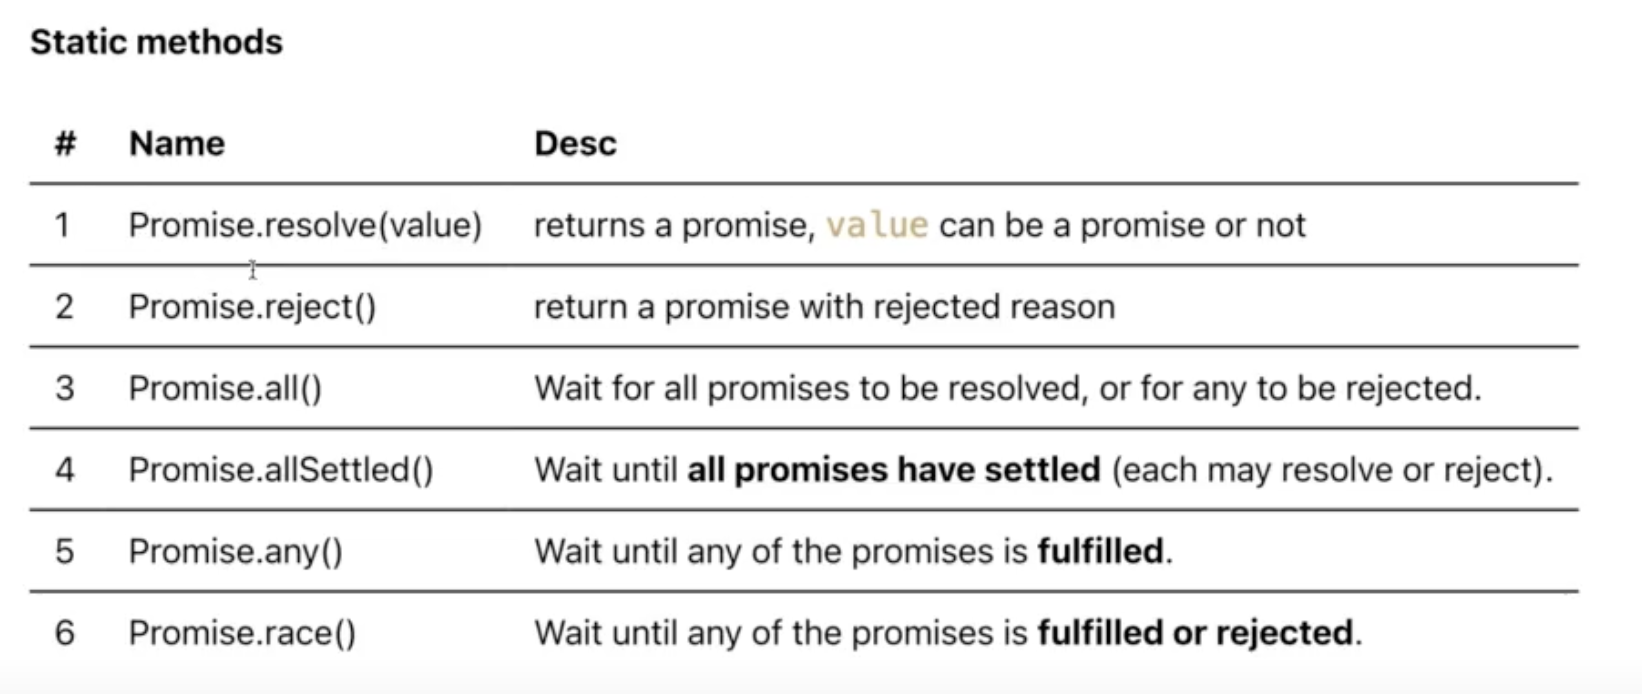 Static methods
# Name Desc
1 Promise.resolve(value) returns a promise, value can be a promise or not
2 Promise.reject() return a promise with rejected reason
3 Promise.all() Wait for all promises to be resolved, or for any to be rejected.
4 Promise.allSettled() Wait until all promises have settled (each may resolve or reject).
5 Promise.any() Wait until any of the promises is fulfilled.
6 Promise.race() Wait until any of the promises is fulfilled or rejected.